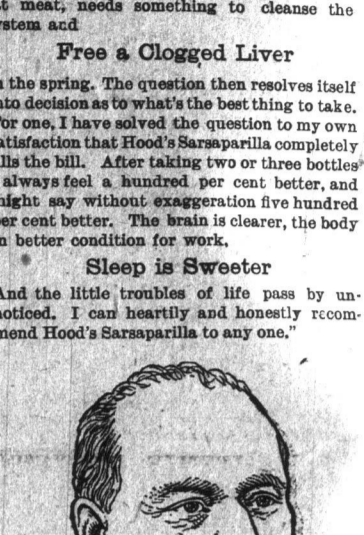 t meat, needs something to cleanse the
ystem and
Free a Clogged Liver
the spring. The question then resolves itself
nto decision as to what's the best thing to take.
or one, I have solved the question to my own
atisfaction that Hood's Sarsaparilla completely
lls the bill. After taking two or three bottles
always feel a hundred per cent better, and
might say without exaggeration five hundred
er cent better. The brain is clearer, the body
n better condition for work,
Sleep is Sweeter
And the little troubles of life pass by un-
noticed. I can heartily and honestly recom-
mend Hood's Sarsaparilla to any one."